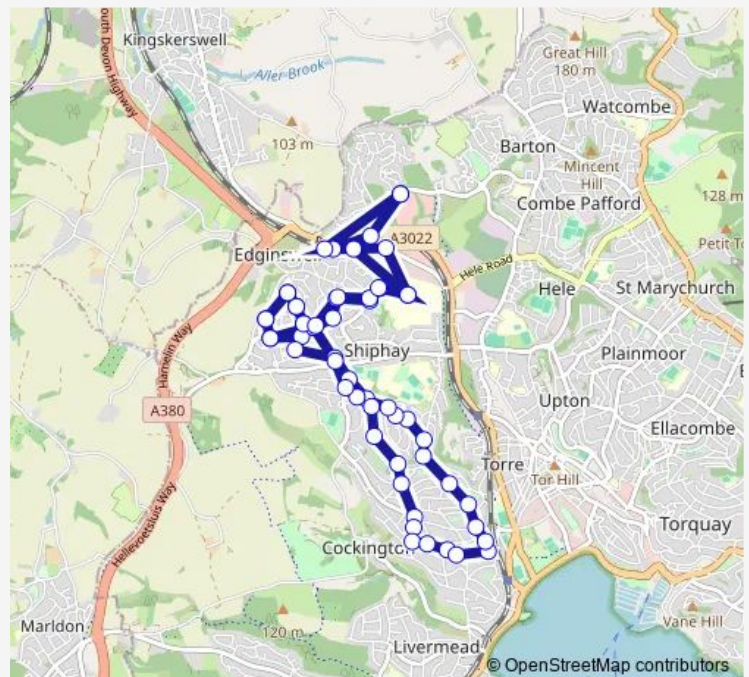 Kingskerswell
Great Hill
180 m
South Devon Highway
Aller Brook
Watcombe
103 m
Barton
Mincent
Hill
128 m
Combe Pafford
A3022
Edginswell
Hele Road
Hele
St Marychurch
Shiphay
Plainmoor
Hamelin Way
A380
Upton
Ellacombe
Torre
Tor Hill
Hellevoetsluis Way
Torquay
Cockington
Vane Hill
Marldon
120 m
Livermead
© OpenStreetMap contributors